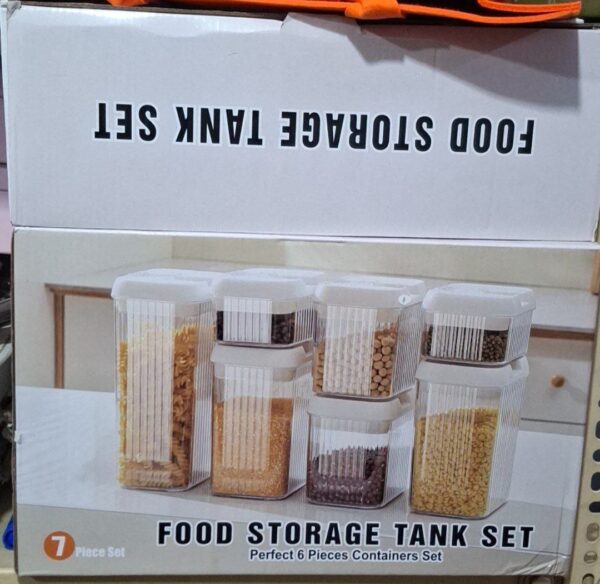 FOOD STORAGE TANK SET
7 Piece Set
FOOD STORAGE TANK SET
Perfect 6 Pieces Containers Set